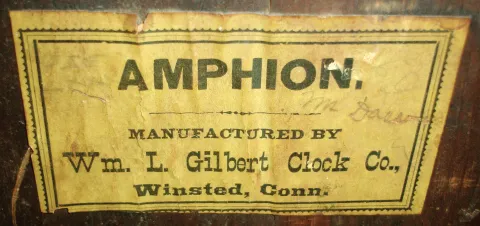 AMPHION.
MANUFACTURED BY
Wm. L. Gilbert Clock Co.,
Winsted, Conn.